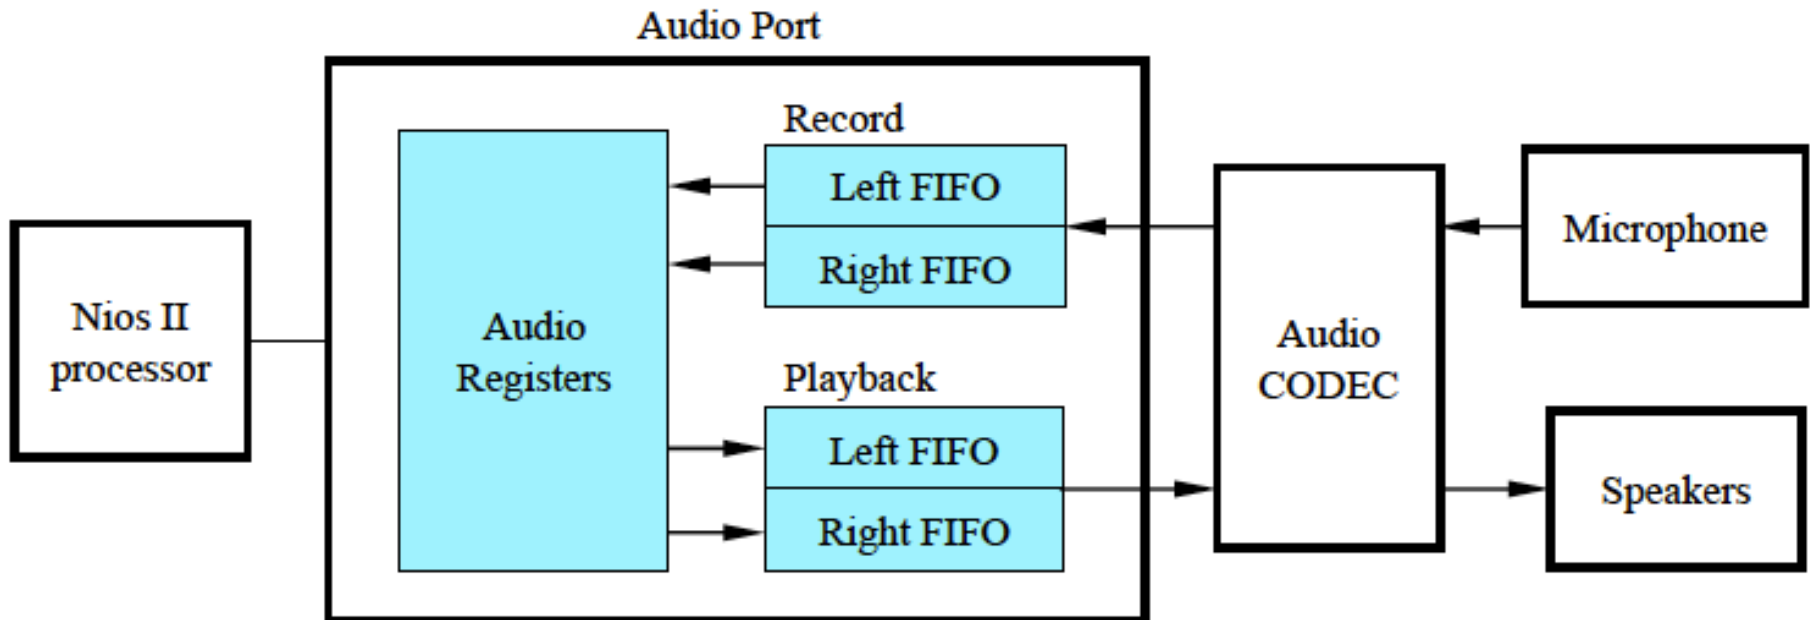 Audio Port
Record
Left FIFO
Right FIFO
Nios II
processor
Audio
Registers
Playback
Left FIFO
Right FIFO
Audio
CODEC
Microphone
Speakers